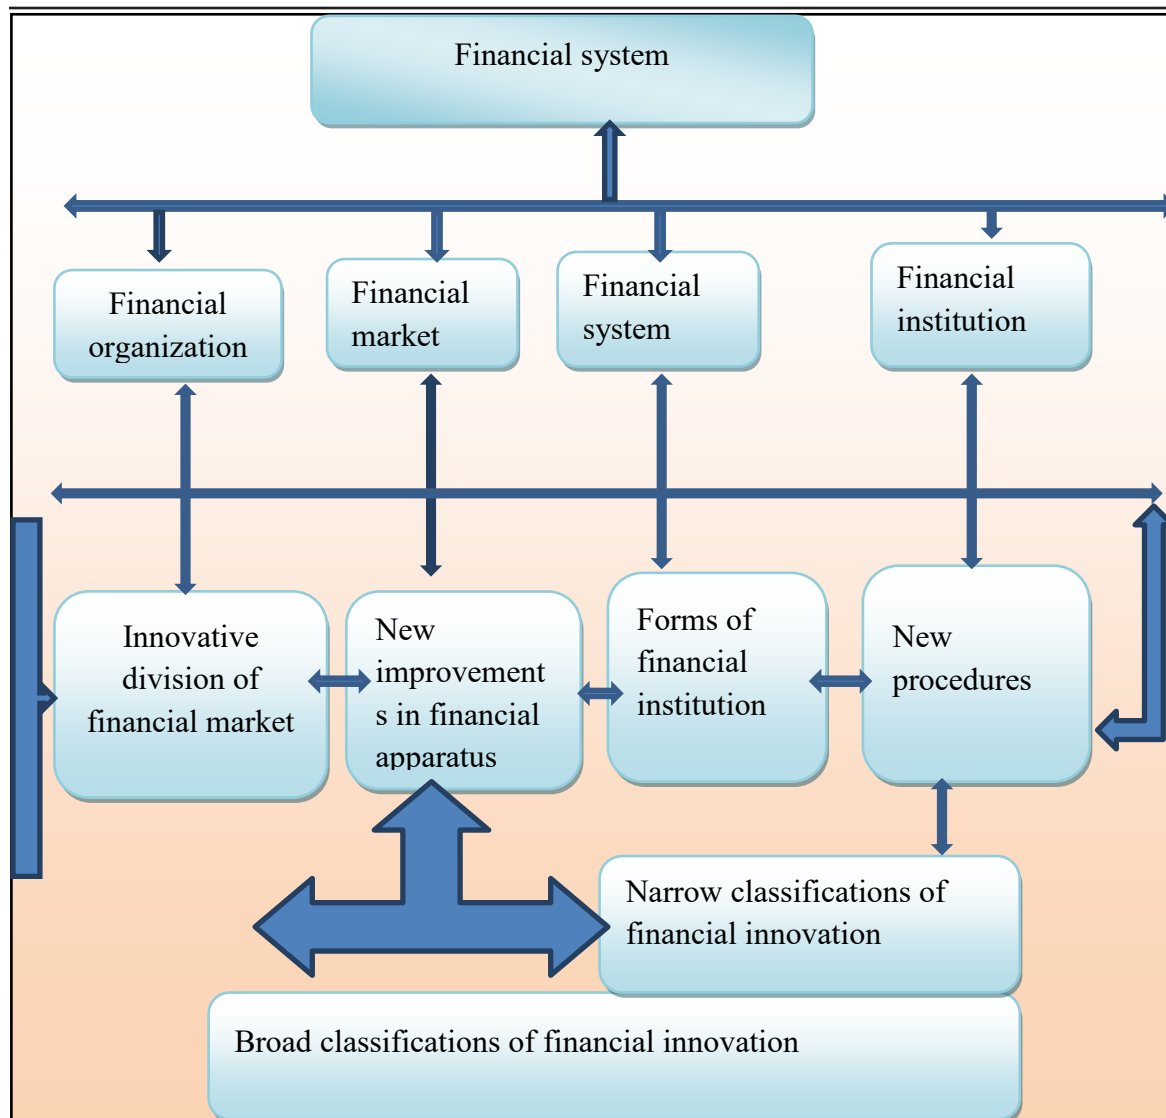 Financial system
Financial
organization
Financial
market
Financial
system
Financial
institution
Innovative
division of
financial market
New
improvement
s in financial
apparatus
Forms of
financial
institution
New
procedures
Narrow classifications of
financial innovation
Broad classifications of financial innovation